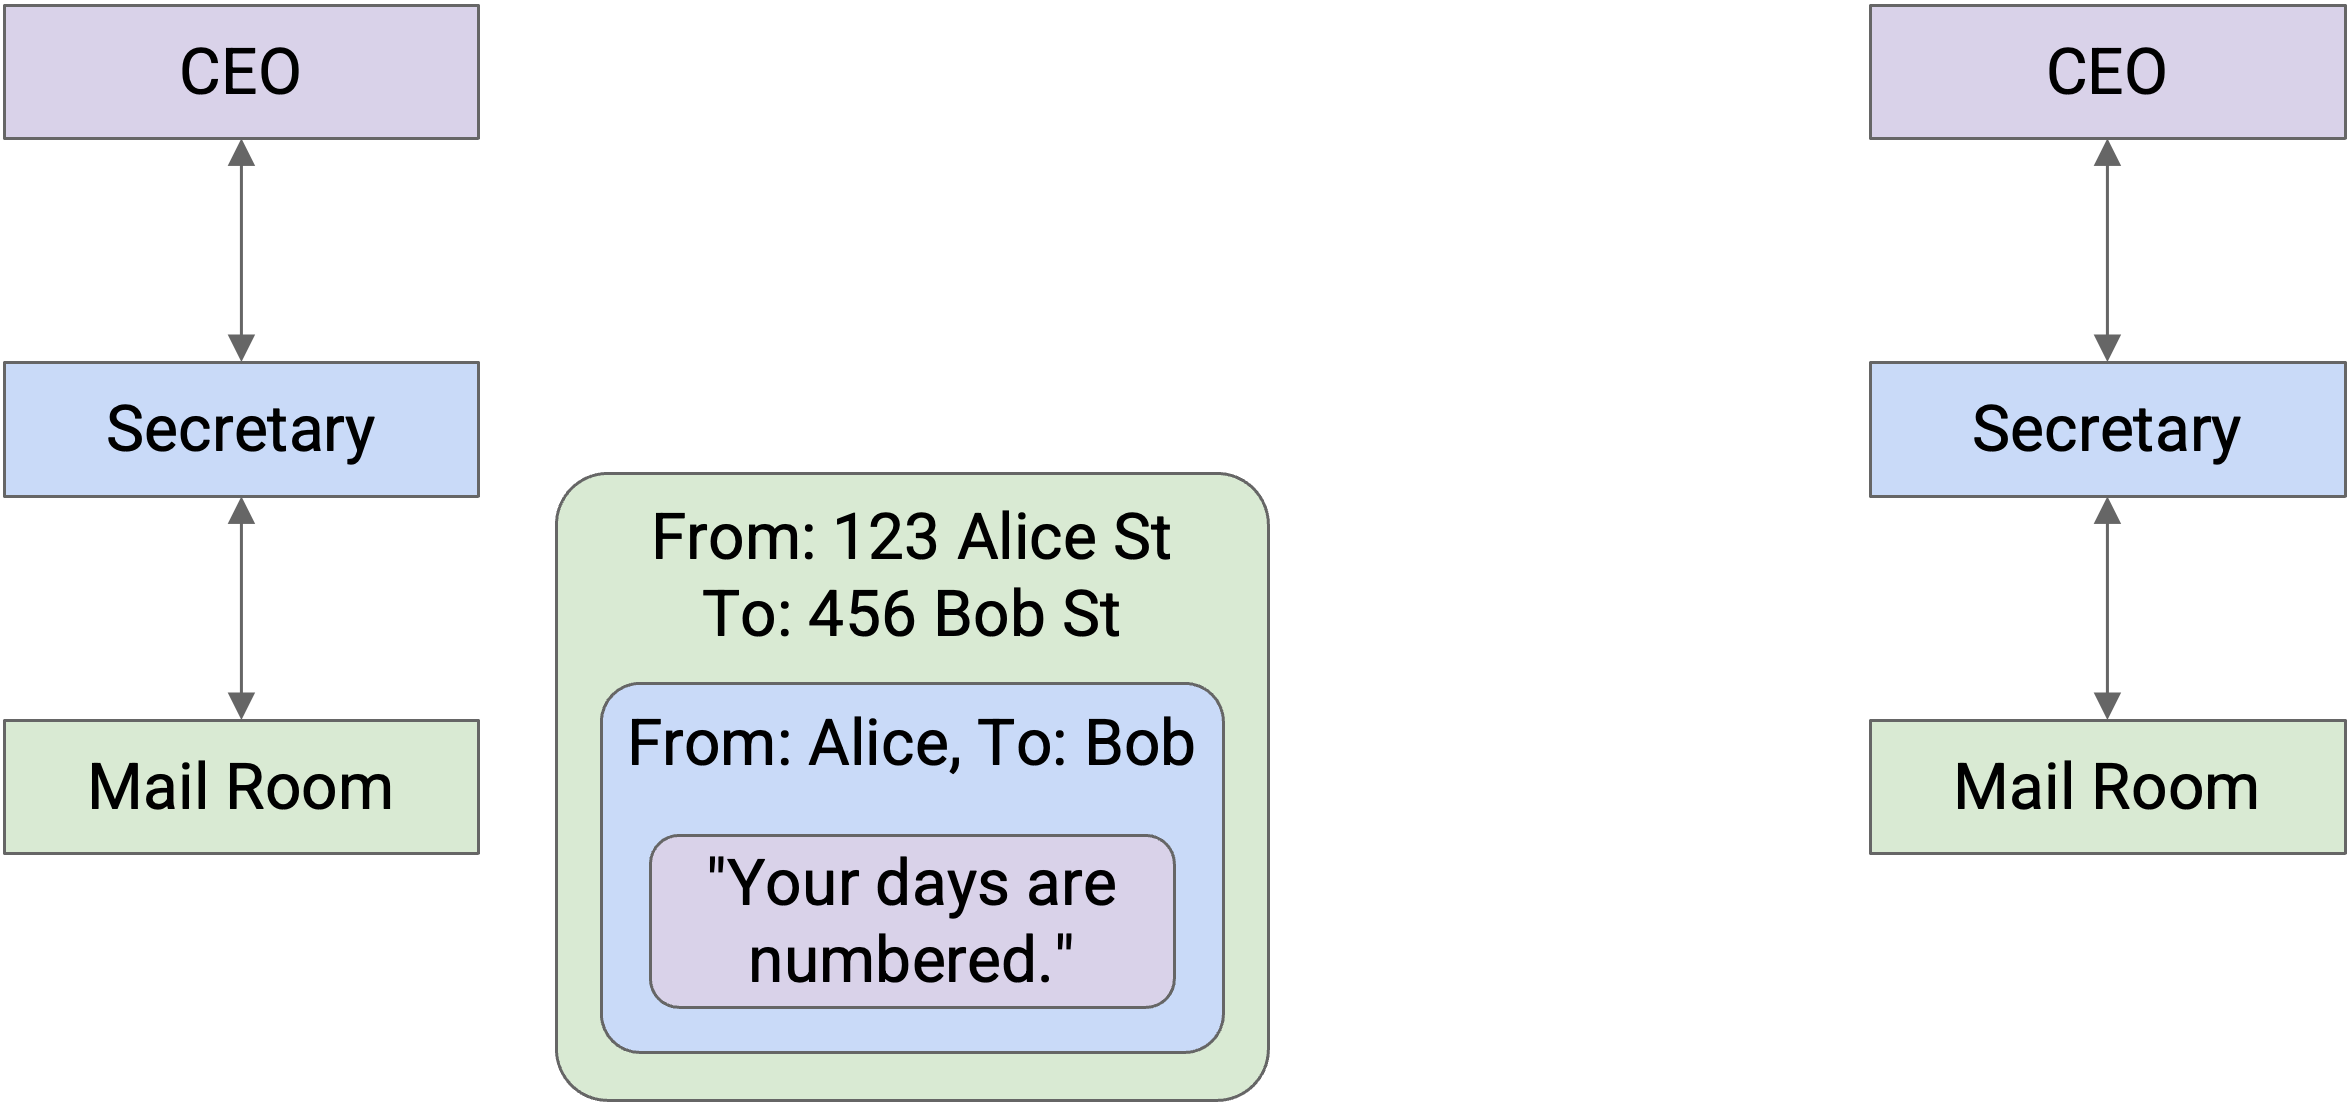 CEO
CEO
Secretary
Secretary
From: 123 Alice St
To: 456 Bob St
From: Alice, To: Bob
Mail Room
Mail Room
"Your days are
numbered."